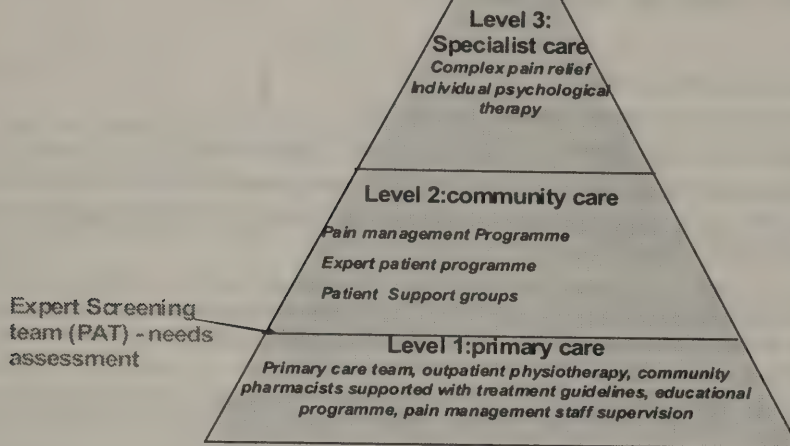 Level 3:
Specialist care
Complex pain relief
Individual psychological
therapy
Level 2:community care
Pain management Programme
Expert patient programme
Patient Support groups
Expert Screening
team (PAT) - needs
assessment
Level 1:primary care
Primary care team, outpatient physiotherapy, community
pharmacists supported with treatment guidelines, educational
programme, pain management staff supervision